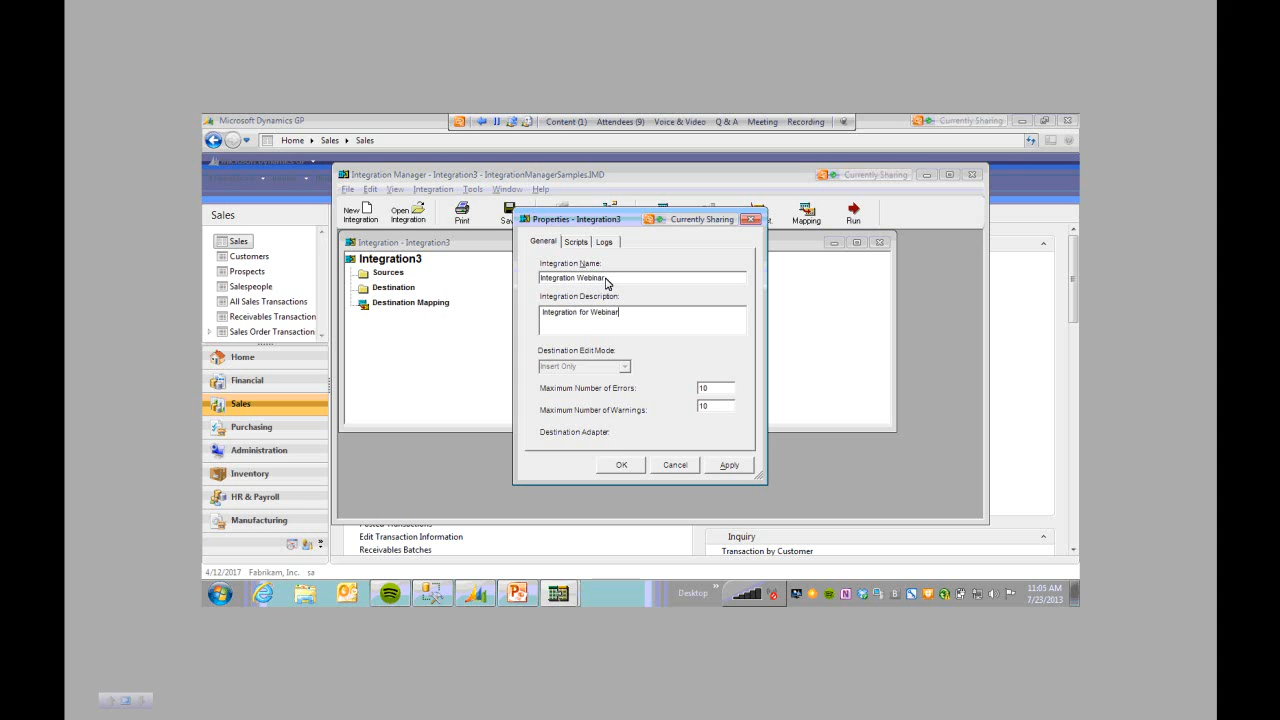 Microsoft Dynamics GP
Content (1) Attendees (9) Voice & Video Q & A Meeting Recording
Currently Sharing
Home Sales Sales
Integration Manager - Integration3 - IntegrationManagerSamples.IMD
Currently Sharing
File Edit View Integration Tools Window Help
New Integration
Open Integration
Print
Mapping
Run
Sales
Sales
Customers
Prospects
Salespeople
All Sales Transactions
Receivables Transaction
Sales Order Transaction
Home
Financial
Sales
Purchasing
Administration
Inventory
HR & Payroll
Manufacturing
Integration - Integration3
Integration3
Sources
Destination
Destination Mapping
Properties - Integration3
Currently Sharing
General Scripts Logs
Integration Name:
Integration Webinar
Integration Description:
Integration for Webinar
Destination Edit Mode:
Insert Only
Maximum Number of Errors: 10
Maximum Number of Warnings: 10
Destination Adapter:
OK Cancel Apply
Edit Transaction Information
Receivables Batches
Inquiry
Transaction by Customer
4/12/2017 Fabrikam, Inc. sa
Desktop
11:05 AM
7/23/2013